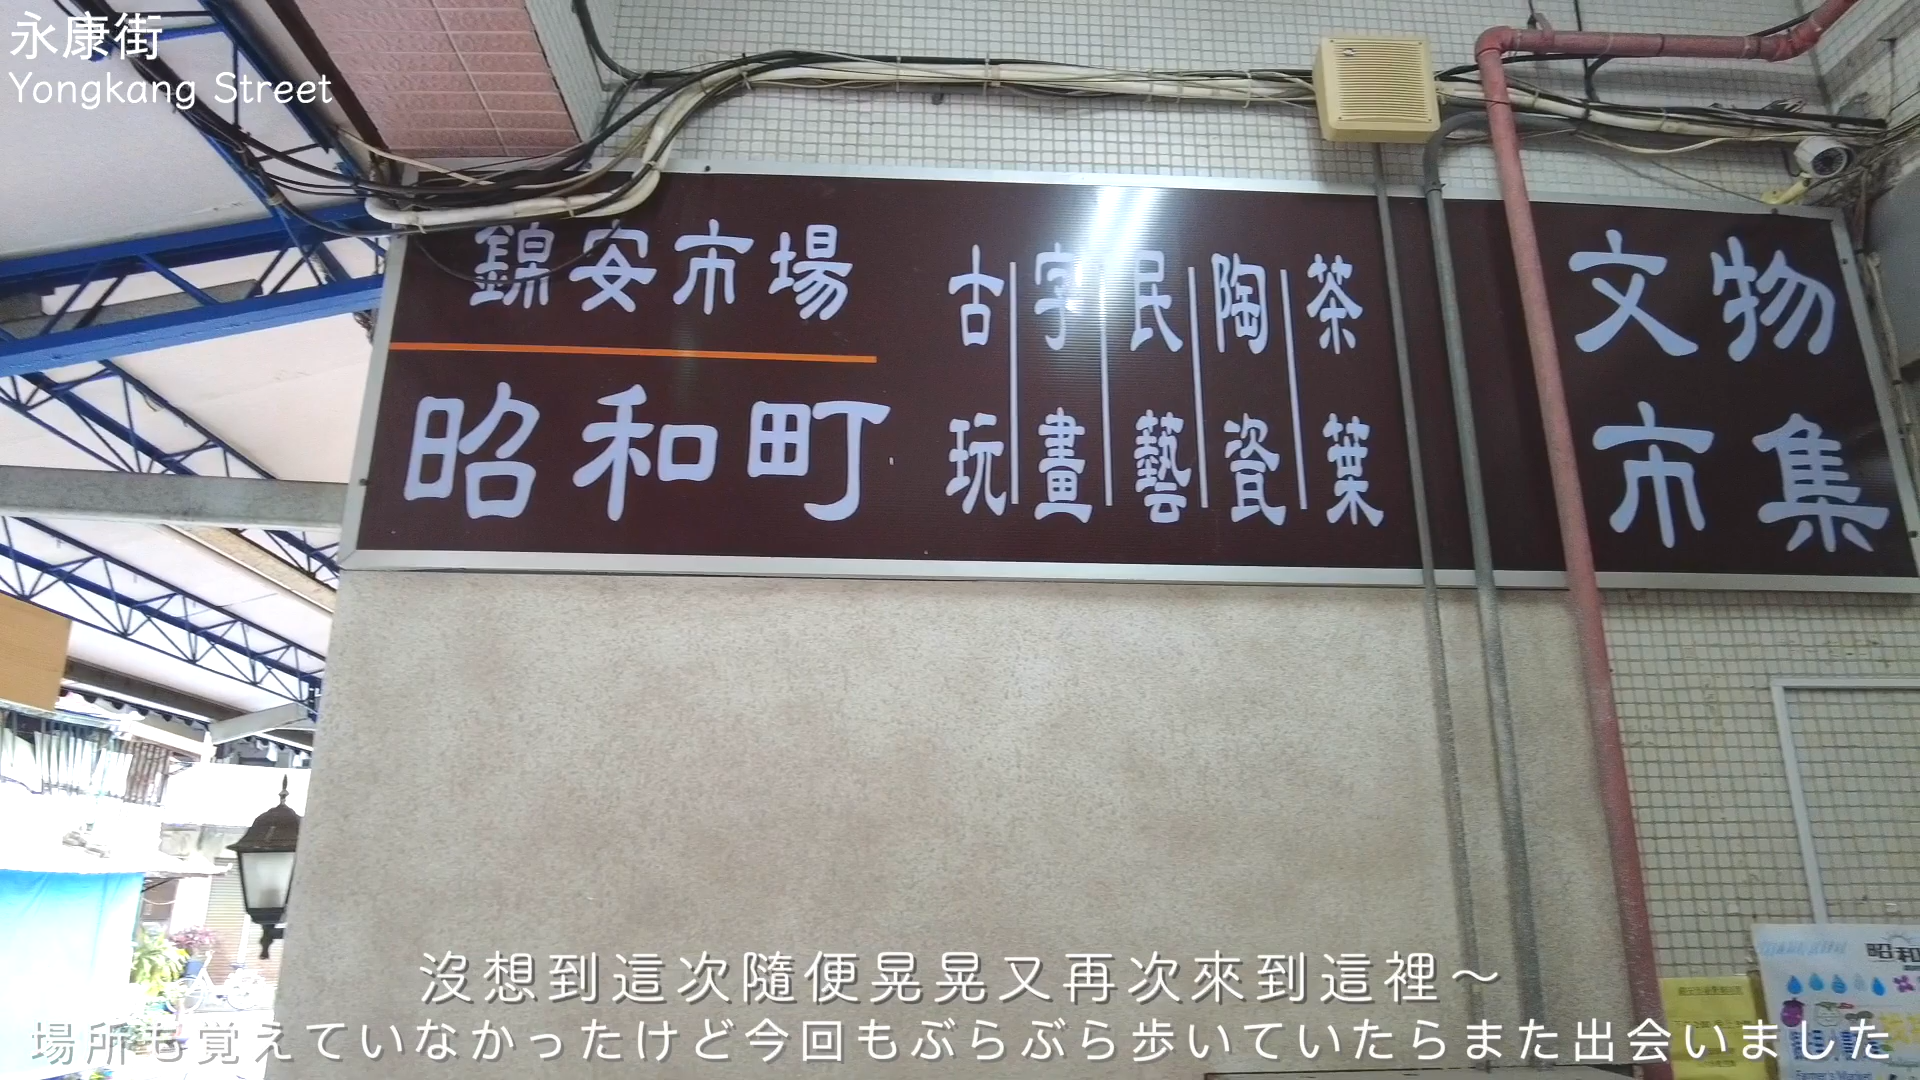 永康街
Yongkang Street
錦安市場
昭和町
古玩
字畫
民藝
陶瓷
茶葉
文物
市集
昭和
Farmer's Market
沒想到這次隨便晃晃又再次來到這裡～
場所も覚えていなかったけど今回もぶらぶら歩いていたらまた出会いました